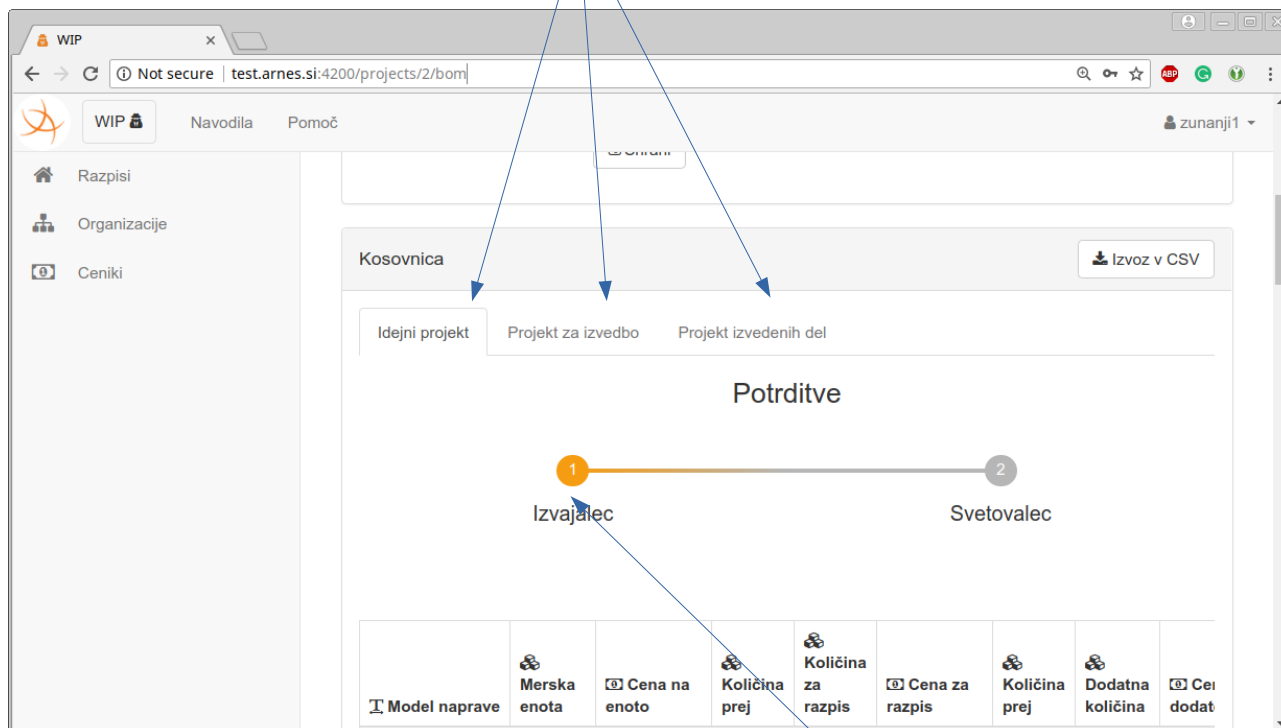 WIP
Not secure | test.arnes.si:4200/projects/2/bom
ABP
G
WIP Navodila Pomoč zunanji1
Razpisi
Organizacije
Ceniki
Kosovnica
Izvoz v CSV
Idejni projekt Projekt za izvedbo Projekt izvedenih del
Potrditve
1 2
Izvajalec Svetovalec
Model naprave
Merska
enota
Cena na
enoto
Količina
prej
Količina
za
razpis
Cena za
razpis
Količina
prej
Dodatna
količina